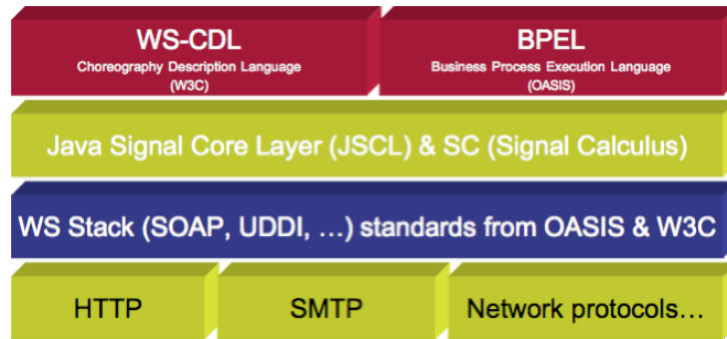 WS-CDL
Choreography Description Language
(W3C)
BPEL
Business Process Execution Language
(OASIS)
Java Signal Core Layer (JSCL) & SC (Signal Calculus)
WS Stack (SOAP, UDDI, …) standards from OASIS & W3C
HTTP
SMTP
Network protocols…